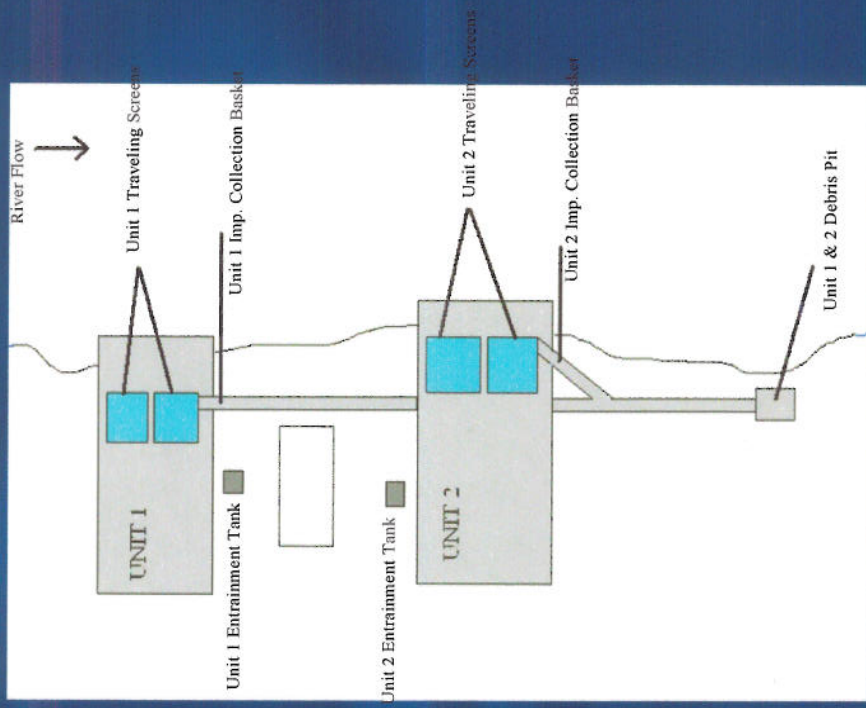 River Flow
Unit 1 Traveling Screens
Unit 1 Imp. Collection Basket
UNIT 1
Unit 1 Entrainment Tank
Unit 2 Traveling Screens
Unit 2 Imp. Collection Basket
UNIT 2
Unit 2 Entrainment Tank
Unit 1 & 2 Debris Pit